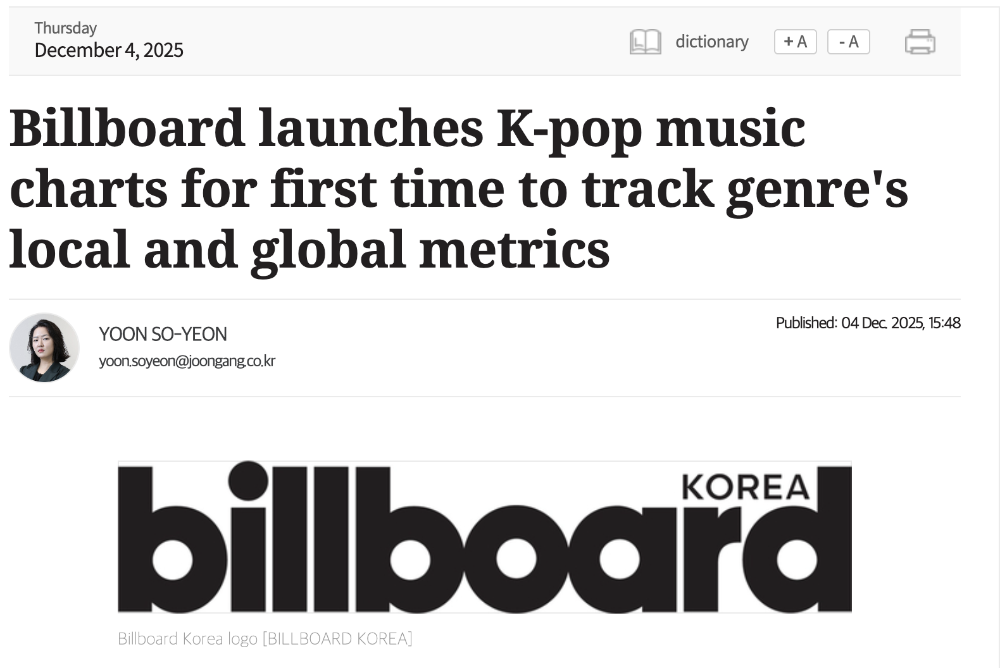 Thursday
December 4, 2025
dictionary
+ A
- A
Billboard launches K-pop music
charts for first time to track genre's
local and global metrics
YOON SO-YEON
yoon.soyeon@joongang.co.kr
Published: 04 Dec. 2025, 15:48
billboard
KOREA
Billboard Korea logo [BILLBOARD KOREA]